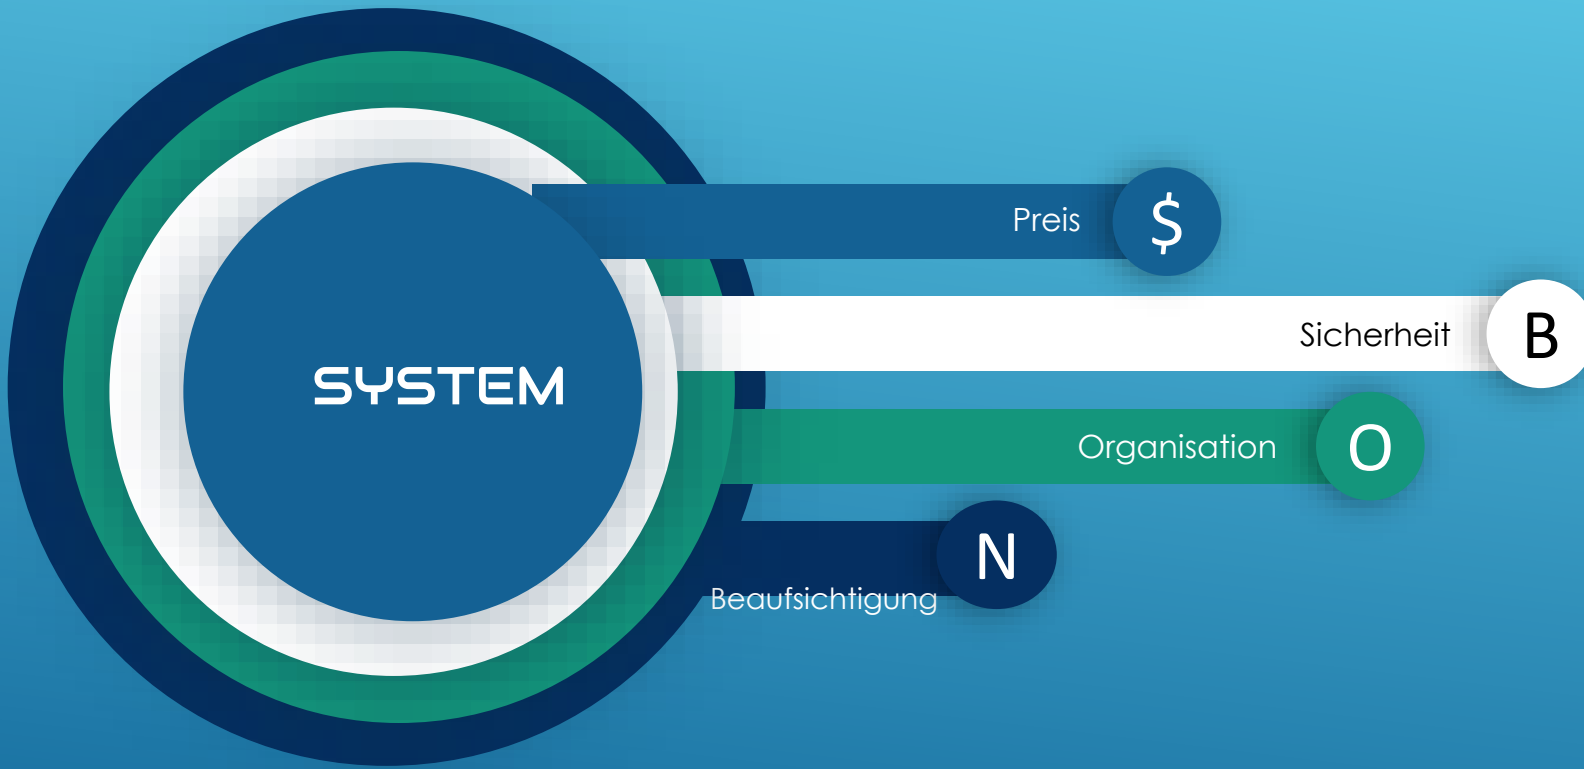 Preis $
Sicherheit B
SYSTEM
Organisation O
N
Beaufsichtigung